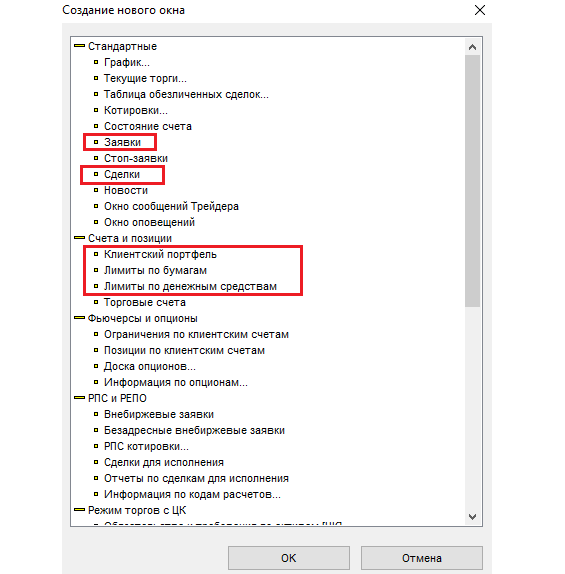 Создание нового окна
Стандартные
График...
Текущие торги...
Таблица обезличенных сделок...
Котировки...
Состояние счета
Заявки
Стоп-заявки
Сделки
Новости
Окно сообщений Трейдера
Окно оповещений
Счета и позиции
Клиентский портфель
Лимиты по бумагам
Лимиты по денежным средствам
Торговые счета
Фьючерсы и опционы
Ограничения по клиентским счетам
Позиции по клиентским счетам
Доска опционов...
Информация по опционам...
РПС и РЕПО
Внебиржевые заявки
Безадресные внебиржевые заявки
РПС котировки...
Сделки для исполнения
Отчеты по сделкам для исполнения
Информация по кодам расчетов...
Режим торгов с ЦК
OK
Отмена